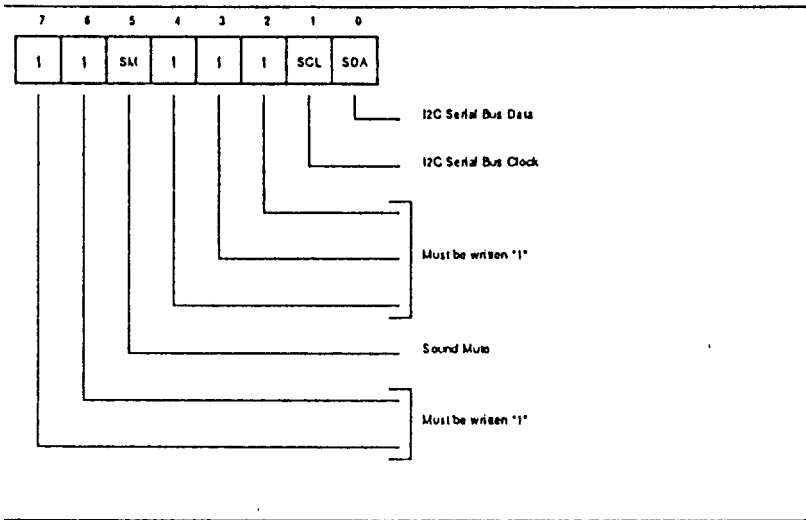 7 6 5 4 3 2 1 0
1 1 SM 1 1 1 SCL SDA
I2C Serial Bus Data
I2C Serial Bus Clock
Must be written "1"
Sound Mute
Must be written "1"